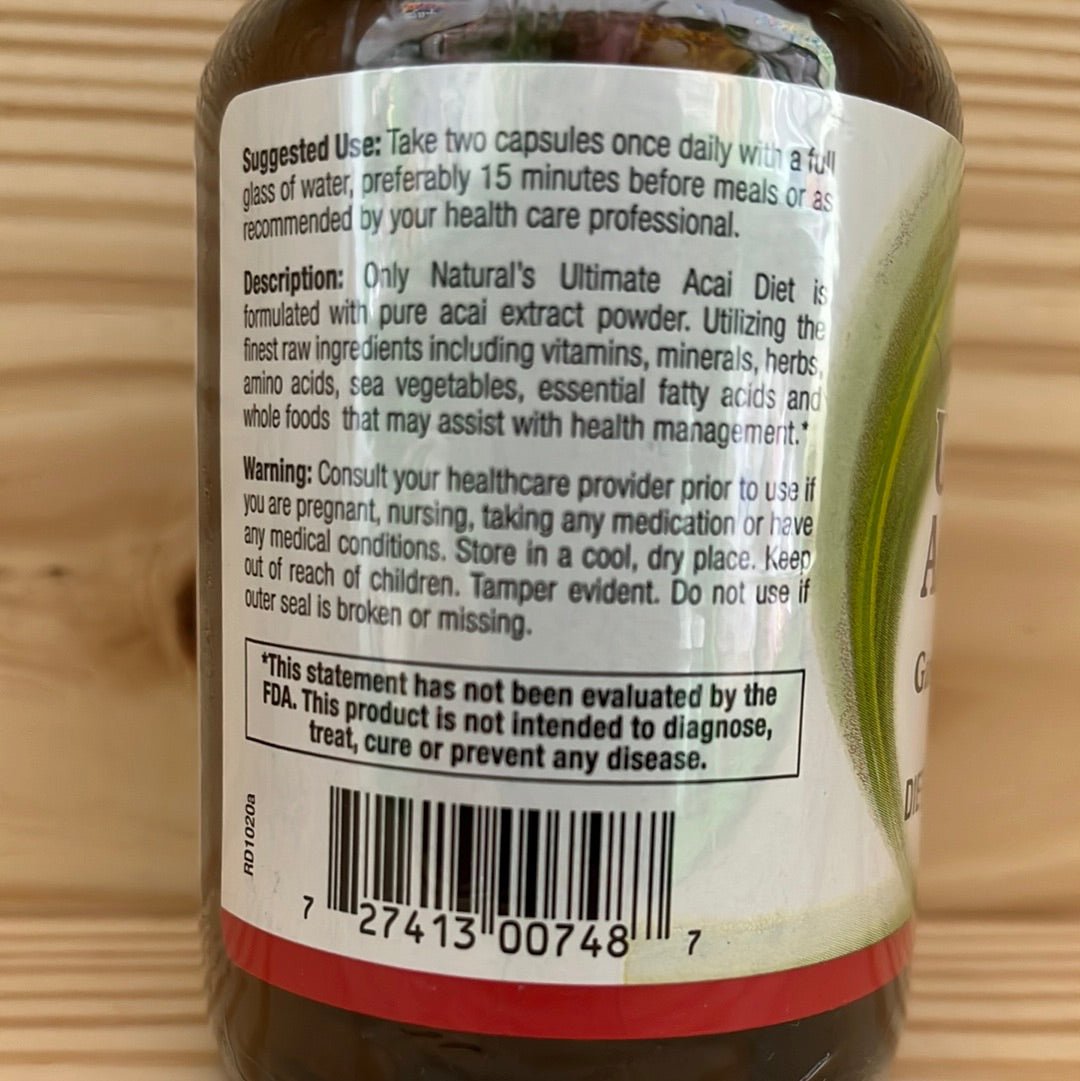 Suggested Use: Take two capsules once daily with a full
glass of water, preferably 15 minutes before meals or as
recommended by your health care professional.
Description: Only Natural's Ultimate Acai Diet is
formulated with pure acai extract powder. Utilizing the
finest raw ingredients including vitamins, minerals, herbs,
amino acids, sea vegetables, essential fatty acids and
whole foods that may assist with health management.*
Warning: Consult your healthcare provider prior to use if
you are pregnant, nursing, taking any medication or have
any medical conditions. Store in a cool, dry place. Keep
out of reach of children. Tamper evident. Do not use if
outer seal is broken or missing.
*This statement has not been evaluated by the
FDA. This product is not intended to diagnose,
treat, cure or prevent any disease.
RD1020a
7 27413 00748 7